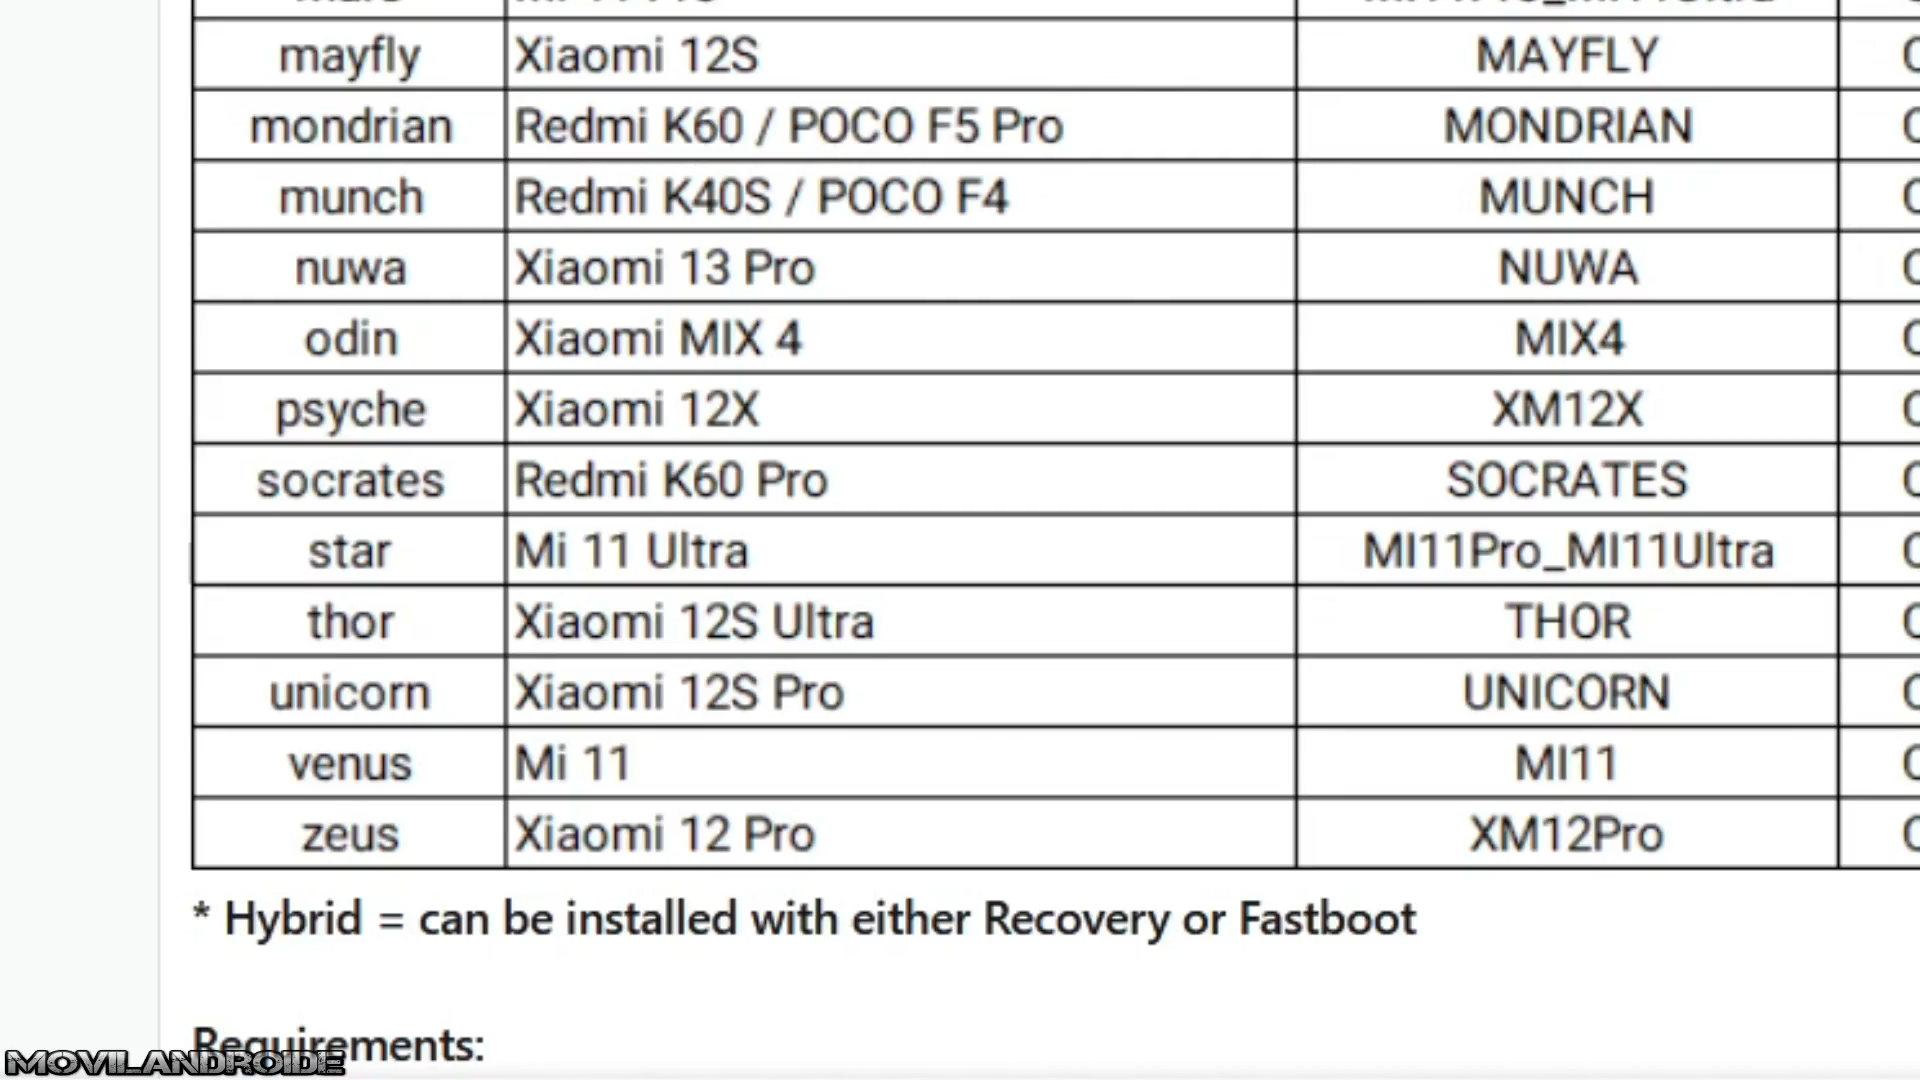 mayfly Xiaomi 12S MAYFLY
mondrian Redmi K60 / POCO F5 Pro MONDRIAN
munch Redmi K40S / POCO F4 MUNCH
nuwa Xiaomi 13 Pro NUWA
odin Xiaomi MIX 4 MIX4
psyche Xiaomi 12X XM12X
socrates Redmi K60 Pro SOCRATES
star Mi 11 Ultra MI11Pro_MI11Ultra
thor Xiaomi 12S Ultra THOR
unicorn Xiaomi 12S Pro UNICORN
venus Mi 11 MI11
zeus Xiaomi 12 Pro XM12Pro
* Hybrid = can be installed with either Recovery or Fastboot
Requirements:
MOVILANDROIDE